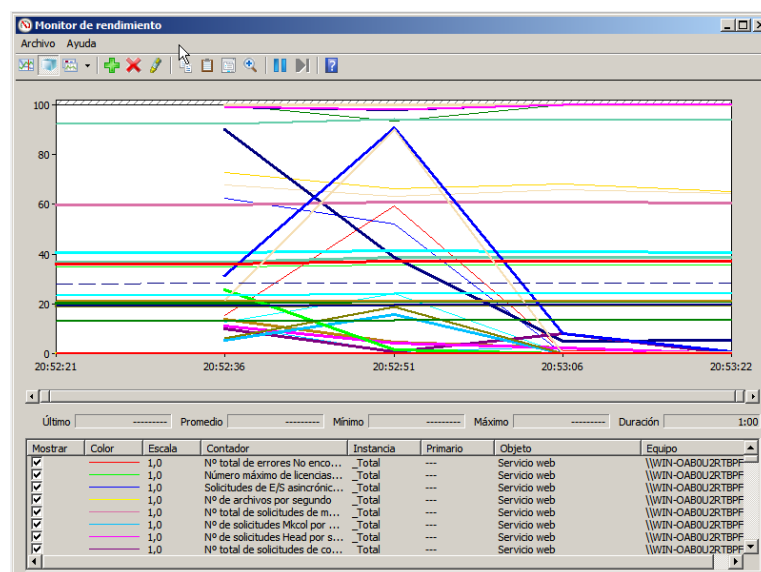 Monitor de rendimiento
Archivo Ayuda
100
80
60
40
20
0
20:52:21 20:52:36 20:52:51 20:53:06 20:53:22
Último --------- Promedio --------- Mínimo --------- Máximo --------- Duración 1:00
Mostrar Color Escala Contador Instancia Primario Objeto Equipo
1,0 Nº total de errores No enco... _Total --- Servicio web \\WIN-OAB0U2RTBPF
1,0 Número máximo de licencias... _Total --- Servicio web \\WIN-OAB0U2RTBPF
1,0 Solicitudes de E/S asincrónic... _Total --- Servicio web \\WIN-OAB0U2RTBPF
1,0 Nº de archivos por segundo _Total --- Servicio web \\WIN-OAB0U2RTBPF
1,0 Nº total de solicitudes de m... _Total --- Servicio web \\WIN-OAB0U2RTBPF
1,0 Nº de solicitudes Mkcol por ... _Total --- Servicio web \\WIN-OAB0U2RTBPF
1,0 Nº de solicitudes Head por s... _Total --- Servicio web \\WIN-OAB0U2RTBPF
1,0 Nº total de solicitudes de co... _Total --- Servicio web \\WIN-OAB0U2RTBPF